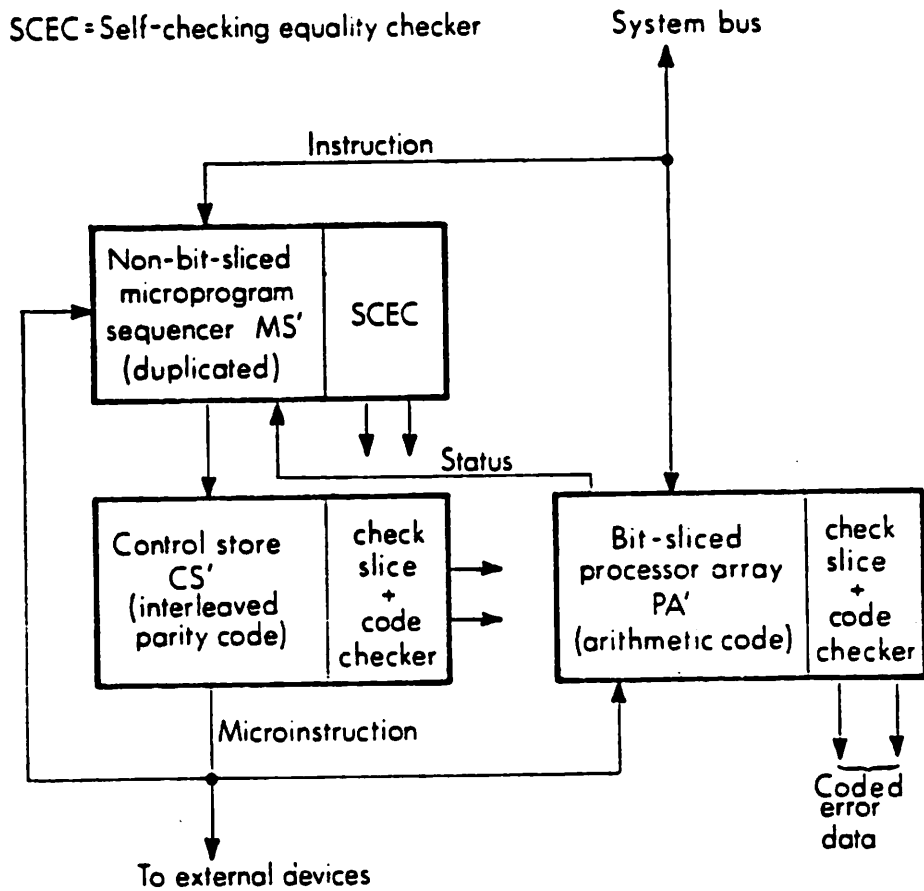 SCEC = Self-checking equality checker
System bus
Instruction
Non-bit-sliced
microprogram
sequencer MS′
(duplicated)
SCEC
Status
Control store
CS′
(interleaved
parity code)
check
slice
+
code
checker
Bit-sliced
processor array
PA′
(arithmetic code)
check
slice
+
code
checker
Microinstruction
Coded
error
data
To external devices